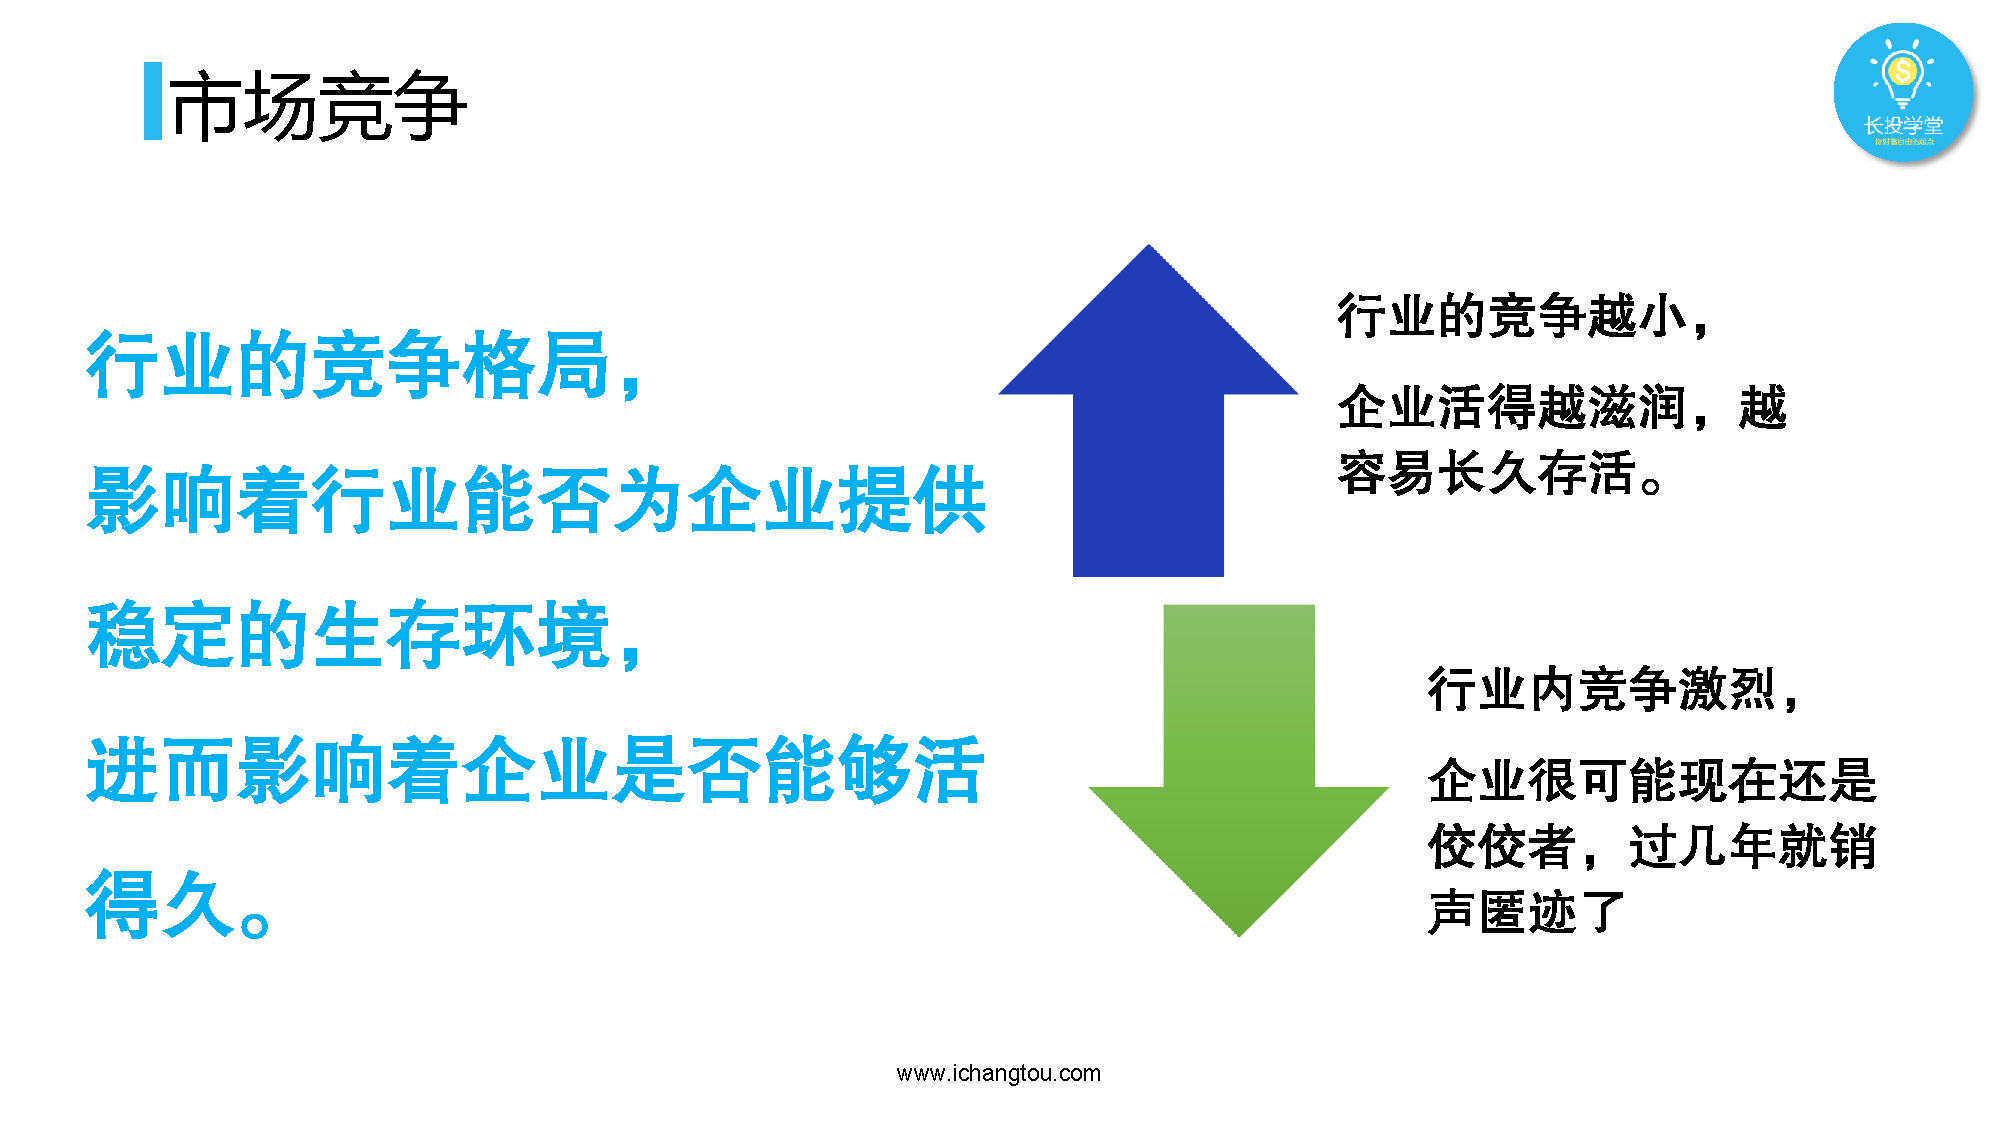 市场竞争
长投学堂
行业的竞争格局，
影响着行业能否为企业提供
稳定的生存环境，
进而影响着企业是否能够活
得久。
行业的竞争越小，
企业活得越滋润，越
容易长久存活。
行业内竞争激烈，
企业很可能现在还是
佼佼者，过几年就销
声匿迹了
www.ichangtou.com